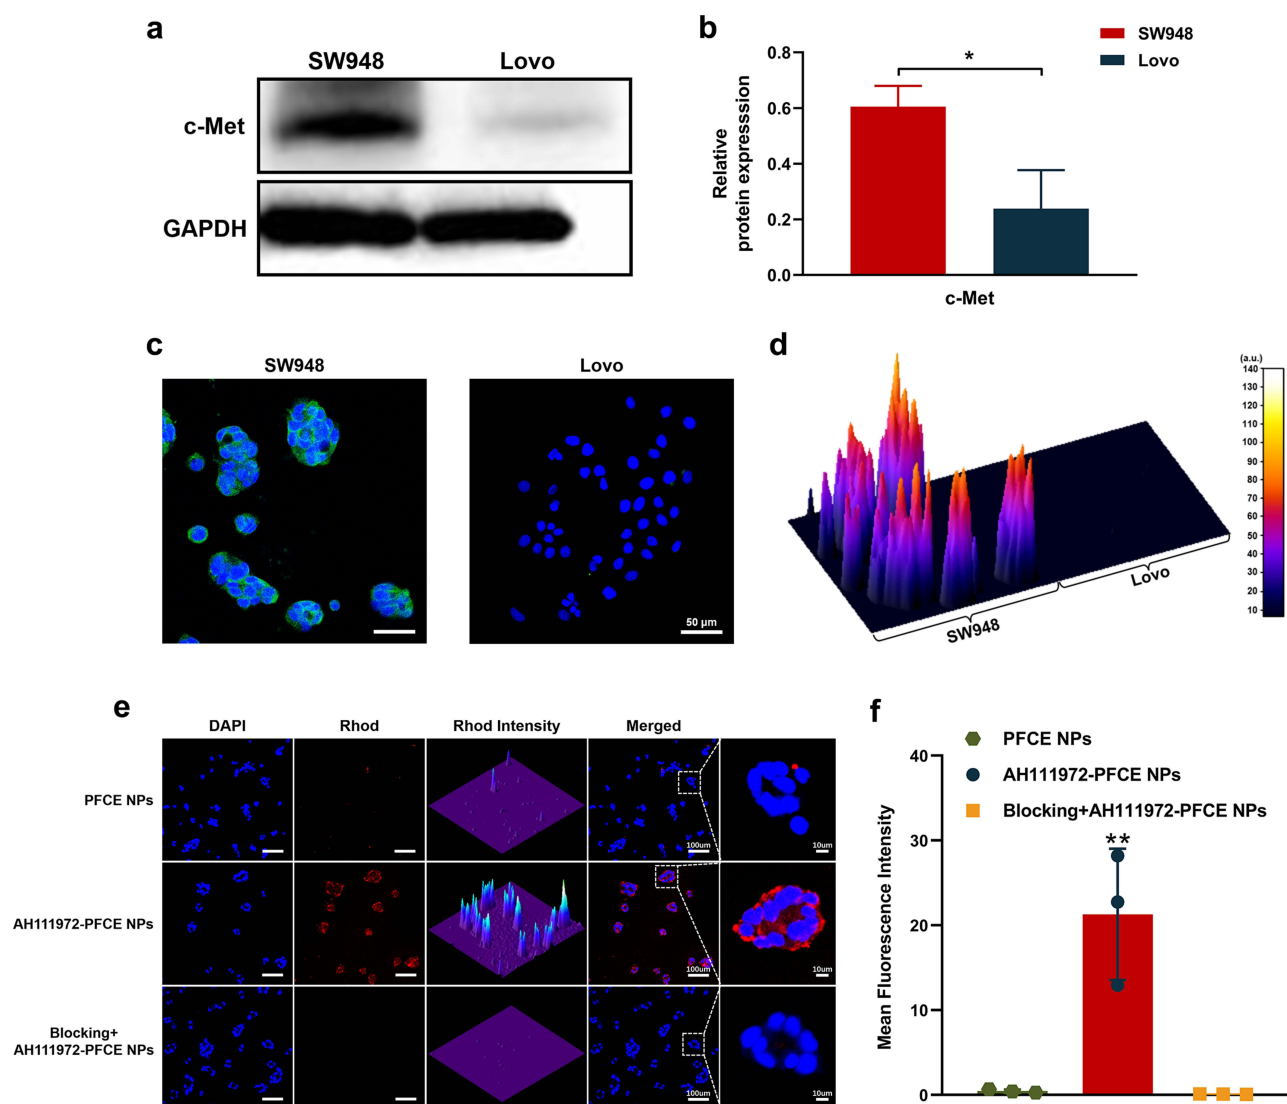 a
SW948
Lovo
c-Met
GAPDH
b
SW948
Lovo
*
Relative
protein expresssion
0.8
0.6
0.4
0.2
0.0
c-Met
c
SW948
Lovo
50 μm
d
(a.u.)
140
130
120
110
100
90
80
70
60
50
40
30
20
10
SW948
Lovo
e
DAPI
Rhod
Rhod Intensity
Merged
PFCE NPs
100um
10um
AH111972-PFCE NPs
100um
10um
Blocking+
AH111972-PFCE NPs
100um
10um
f
PFCE NPs
AH111972-PFCE NPs
Blocking+AH111972-PFCE NPs
**
Mean Fluorescence Intensity
40
30
20
10
0